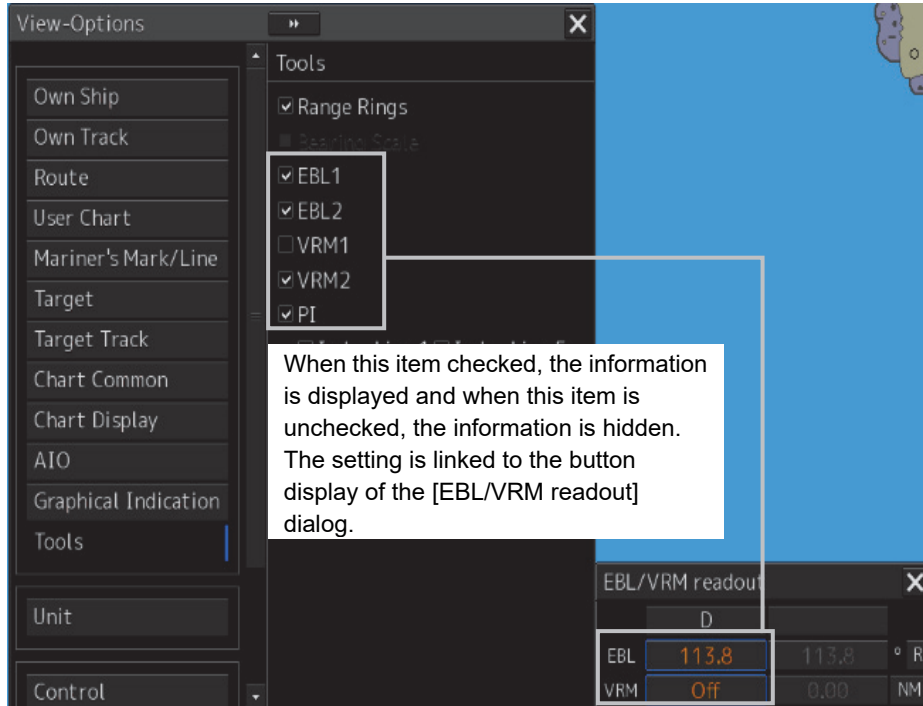 View-Options
Tools
Own Ship
Own Track
Route
User Chart
Mariner's Mark/Line
Target
Target Track
Chart Common
Chart Display
AIO
Graphical Indication
Tools
Unit
Control
Range Rings
Bearing Scale
EBL1
EBL2
VRM1
VRM2
PI
When this item checked, the information
is displayed and when this item is
unchecked, the information is hidden.
The setting is linked to the button
display of the [EBL/VRM readout]
dialog.
EBL/VRM readout
D
EBL 113.8 113.8 ° R
VRM Off 0.00 NM